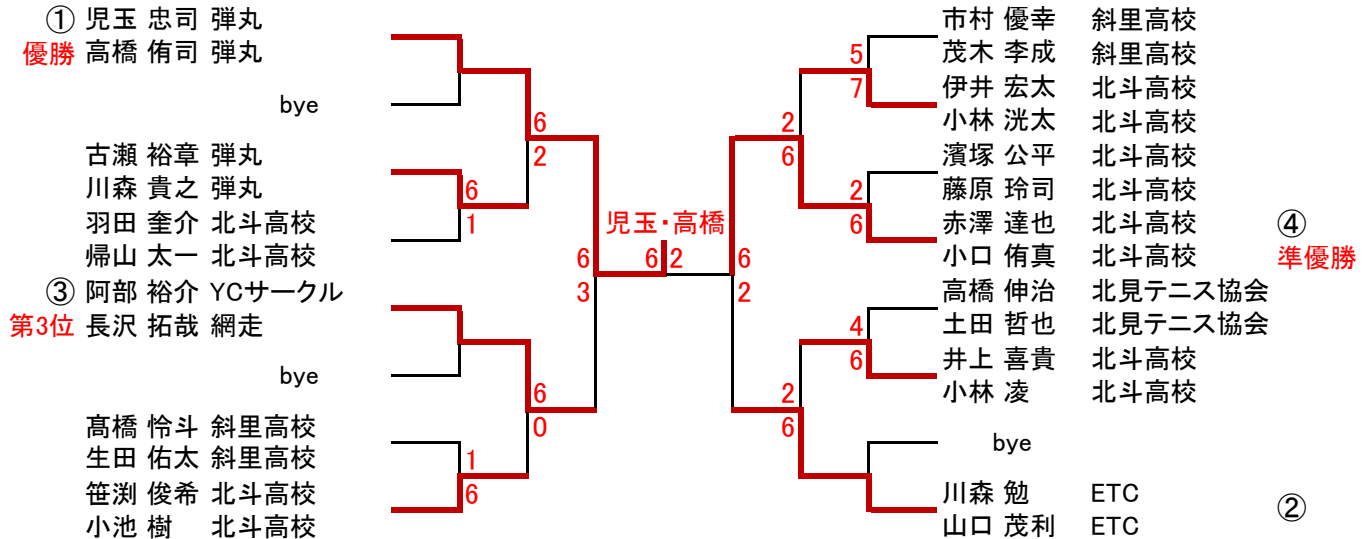 ① 児玉 忠司 弾丸
優勝 高橋 侑司 弾丸
bye
6
2
古瀬 裕章 弾丸
川森 貴之 弾丸
6
1
羽田 奎介 北斗高校
帰山 太一 北斗高校
6
3
③ 阿部 裕介 YCサークル
第3位 長沢 拓哉 網走
bye
6
0
髙橋 怜斗 斜里高校
生田 佑太 斜里高校
1
6
笹渕 俊希 北斗高校
小池 樹 北斗高校
児玉・高橋
6 2
市村 優幸 斜里高校
茂木 李成 斜里高校
5
7
伊井 宏太 北斗高校
小林 洸太 北斗高校
2
6
濱塚 公平 北斗高校
藤原 玲司 北斗高校
2
6
赤澤 達也 北斗高校 ④
小口 侑真 北斗高校 準優勝
6
2
高橋 伸治 北見テニス協会
土田 哲也 北見テニス協会
4
6
井上 喜貴 北斗高校
小林 凌 北斗高校
2
6
bye
川森 勉 ETC
山口 茂利 ETC ②